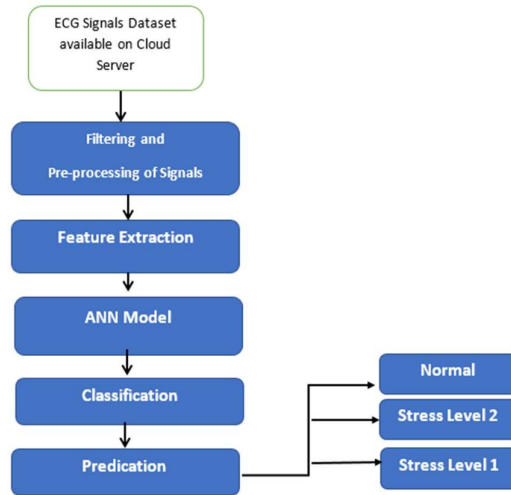 ECG Signals Dataset
available on Cloud
Server
Filtering and
Pre-processing of Signals
Feature Extraction
ANN Model
Classification
Predication
Normal
Stress Level 2
Stress Level 1